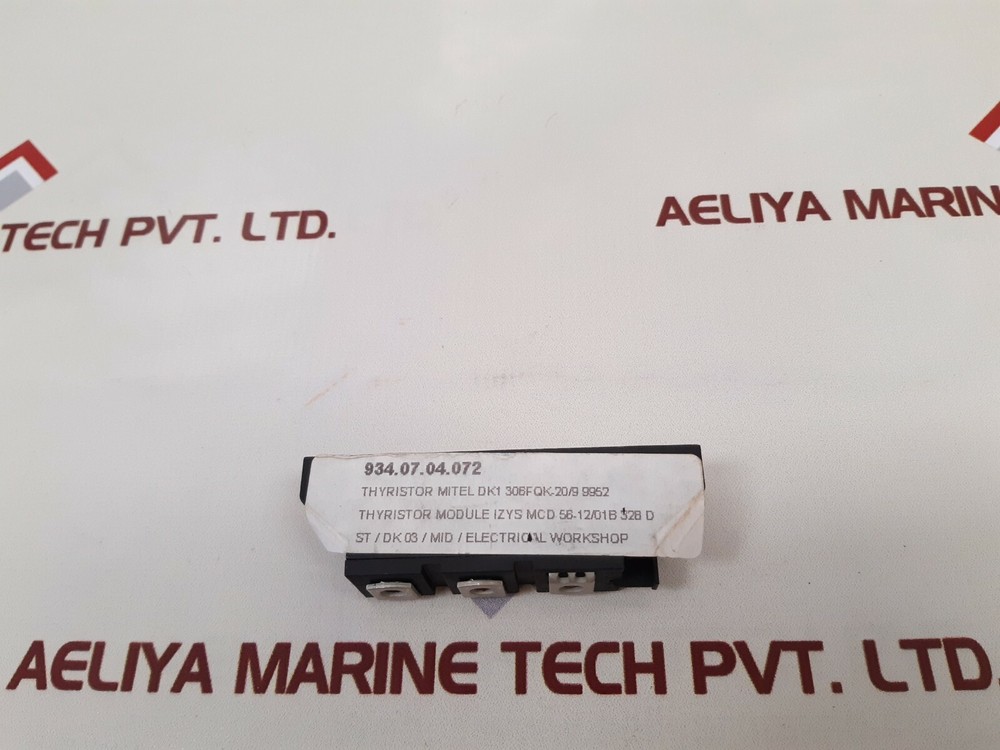 TECH PVT. LTD.
AELIYA MARIN
934.07.04.072
THYRISTOR MITEL DK1 306FQK-20/9 9952
THYRISTOR MODULE IZYS MCD 56-12/01B 326 D
ST / DK 03 / MID / ELECTRICAL WORKSHOP
AELIYA MARINE TECH PVT. LTD.